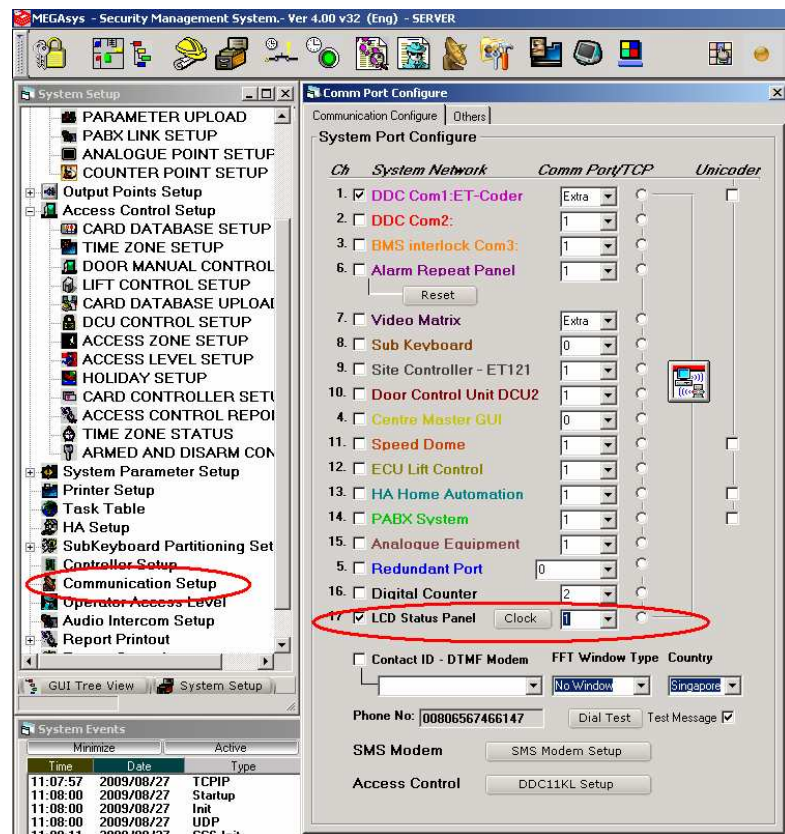 MEGAsys - Security Management System.- Ver 4.00 v32 (Eng) - SERVER
System Setup
PARAMETER UPLOAD
PABX LINK SETUP
ANALOGUE POINT SETUP
COUNTER POINT SETUP
Output Points Setup
Access Control Setup
CARD DATABASE SETUP
TIME ZONE SETUP
DOOR MANUAL CONTROL
LIFT CONTROL SETUP
CARD DATABASE UPLOAI
DCU CONTROL SETUP
ACCESS ZONE SETUP
ACCESS LEVEL SETUP
HOLIDAY SETUP
CARD CONTROLLER SETU
ACCESS CONTROL REPOI
TIME ZONE STATUS
ARMED AND DISARM CON
System Parameter Setup
Printer Setup
Task Table
HA Setup
SubKeyboard Partitioning Set
Controller Setup
Communication Setup
Operator Access Level
Audio Intercom Setup
Report Printout
GUI Tree View
System Setup
System Events
Minimize Active
Time Date Type
11:07:57 2009/08/27 TCPIP
11:08:00 2009/08/27 Startup
11:08:00 2009/08/27 Init
11:08:00 2009/08/27 UDP
Comm Port Configure
Communication Configure Others
System Port Configure
Ch System Network Comm Port/TCP Unicoder
1. DDC Com1:ET-Coder Extra
2. DDC Com2: 1
3. BMS interlock Com3: 1
6. Alarm Repeat Panel 1
Reset
7. Video Matrix Extra
8. Sub Keyboard 0
9. Site Controller - ET121 1
10. Door Control Unit DCU2 1
4. Centre Master GUI 0
11. Speed Dome 1
12. ECU Lift Control 1
13. HA Home Automation 1
14. PABX System 1
15. Analogue Equipment 1
5. Redundant Port 0
16. Digital Counter 2
17 LCD Status Panel Clock 1
Contact ID - DTMF Modem FFT Window Type Country
No Window Singapore
Phone No: 00806567466147 Dial Test Test Message
SMS Modem SMS Modem Setup
Access Control DDC11KL Setup